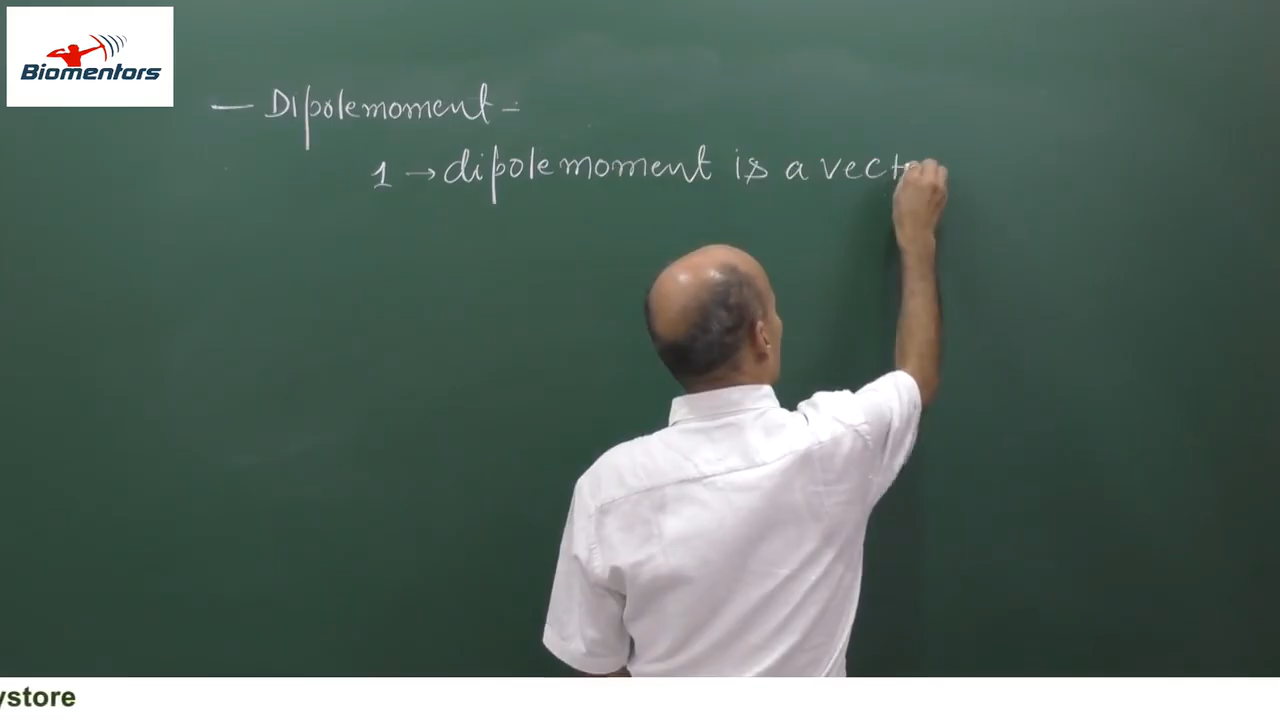 Biomentors
— Dipolemoment -
1 → dipolemoment is a vect
ystore